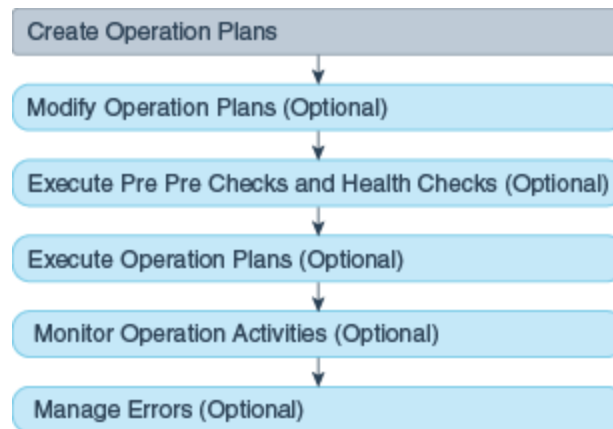 Create Operation Plans
Modify Operation Plans (Optional)
Execute Pre Pre Checks and Health Checks (Optional)
Execute Operation Plans (Optional)
Monitor Operation Activities (Optional)
Manage Errors (Optional)